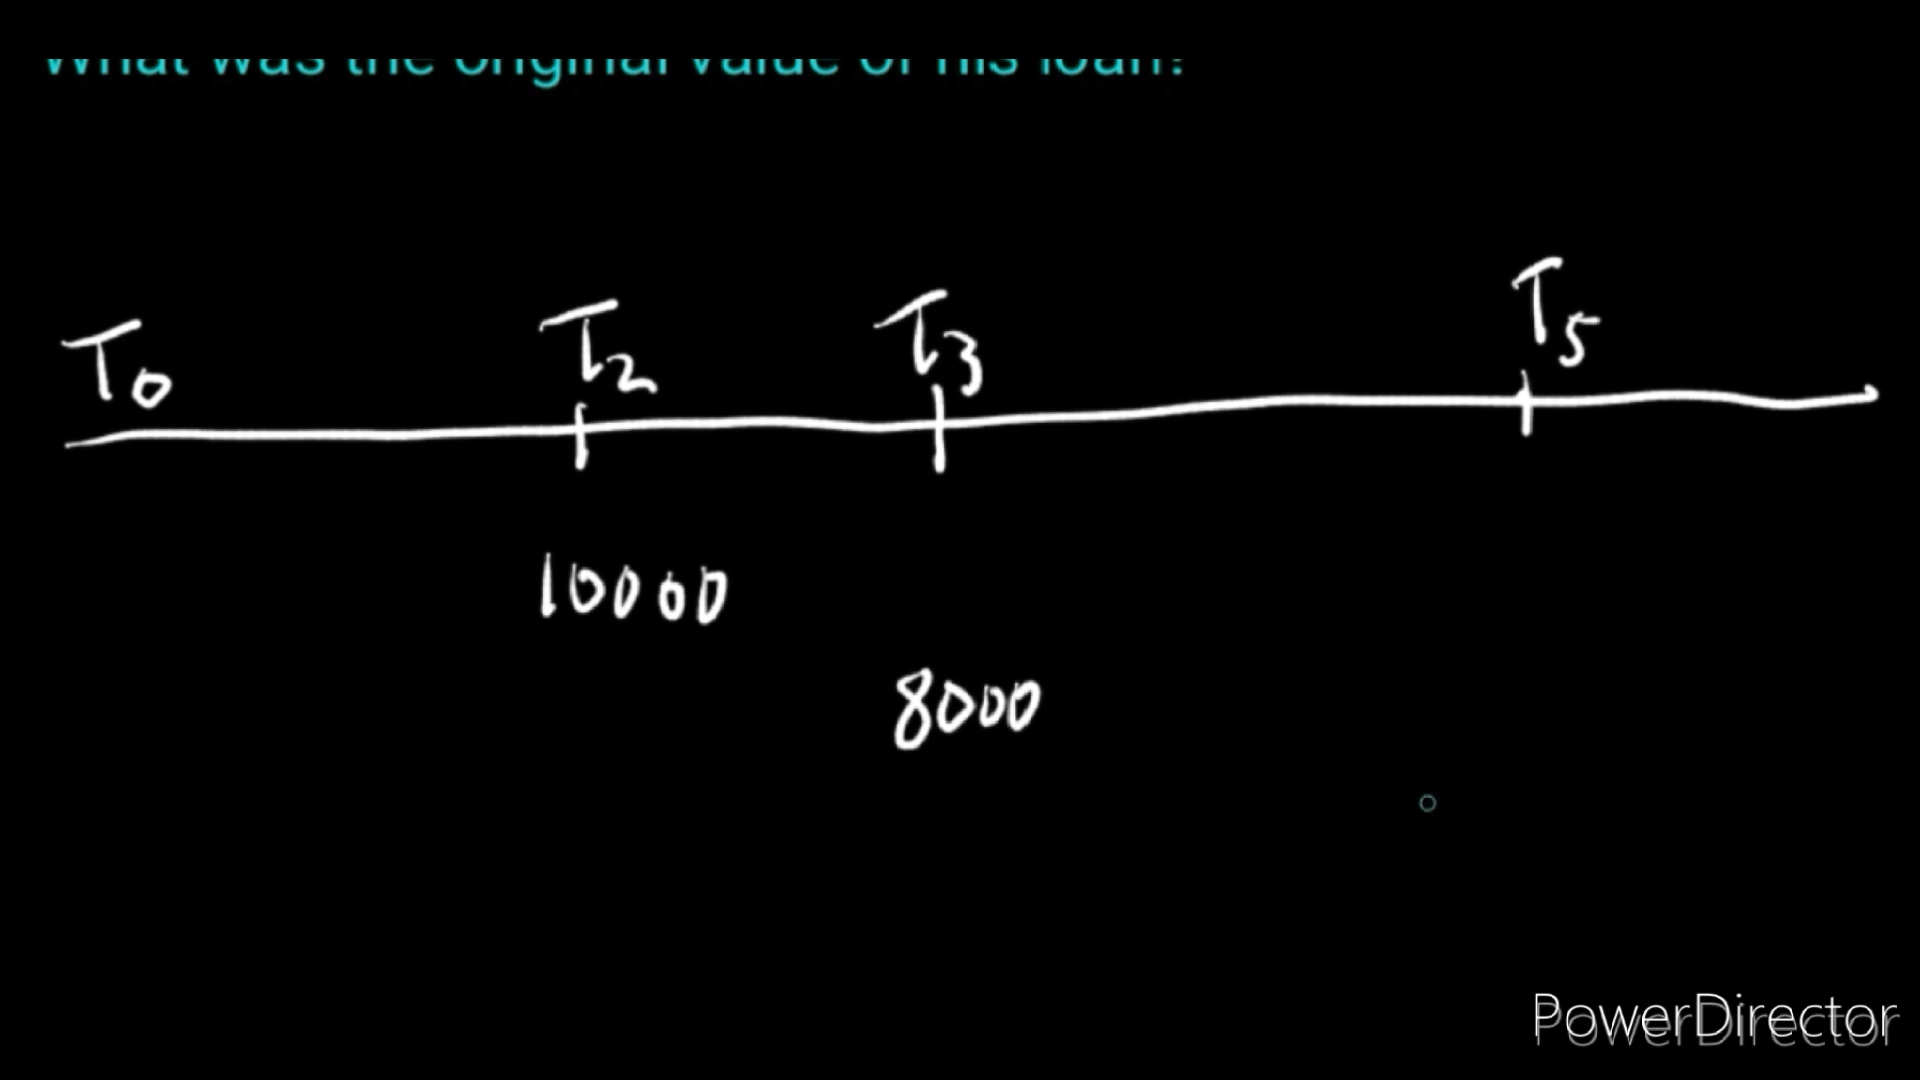 What was the original value of his loan?
T0 T2 T3 T5
10000
8000
PowerDirector